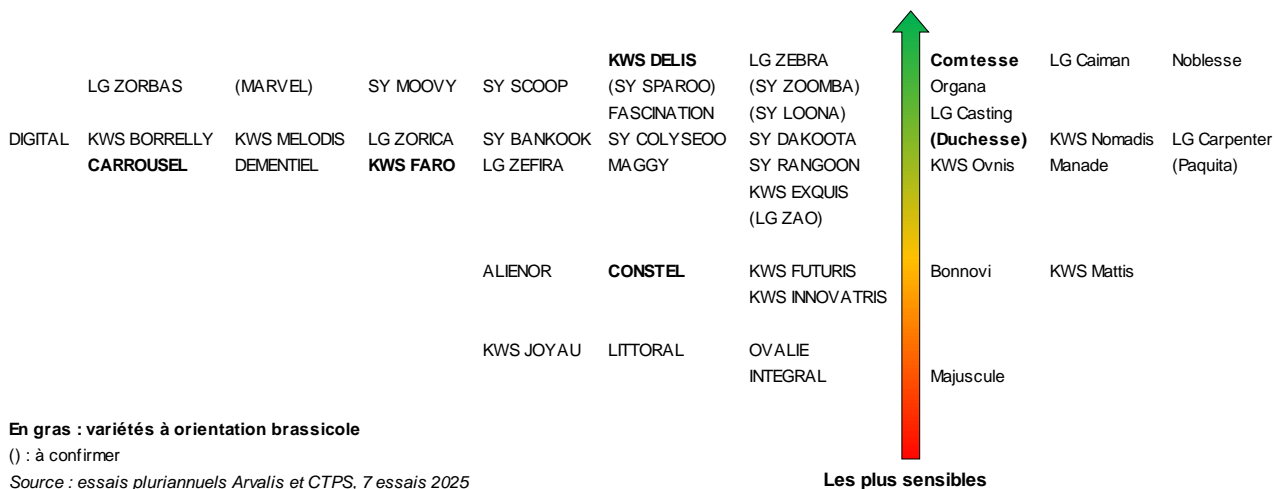 KWS DELIS LG ZEBRA Comtesse LG Caiman Noblesse
LG ZORBAS (MARVEL) SY MOOVY SY SCOOP (SY SPAROO) (SY ZOOMBA) Organa
FASCINATION (SY LOONA) LG Casting
DIGITAL KWS BORRELLY KWS MELODIS LG ZORICA SY BANKOOK SY COLYSEOO SY DAKOOTA (Duchesse) KWS Nomadis LG Carpenter
CARROUSEL DEMENTIEL KWS FARO LG ZEFIRA MAGGY SY RANGOON KWS Ovnis Manade (Paquita)
KWS EXQUIS
(LG ZAO)
ALIENOR CONSTEL KWS FUTURIS Bonnovi KWS Mattis
KWS INNOVATRIS
KWS JOYAU LITTORAL OVALIE
INTEGRAL Majuscule
En gras : variétés à orientation brassicole
() : à confirmer
Source : essais pluriannuels Arvalis et CTPS, 7 essais 2025 Les plus sensibles